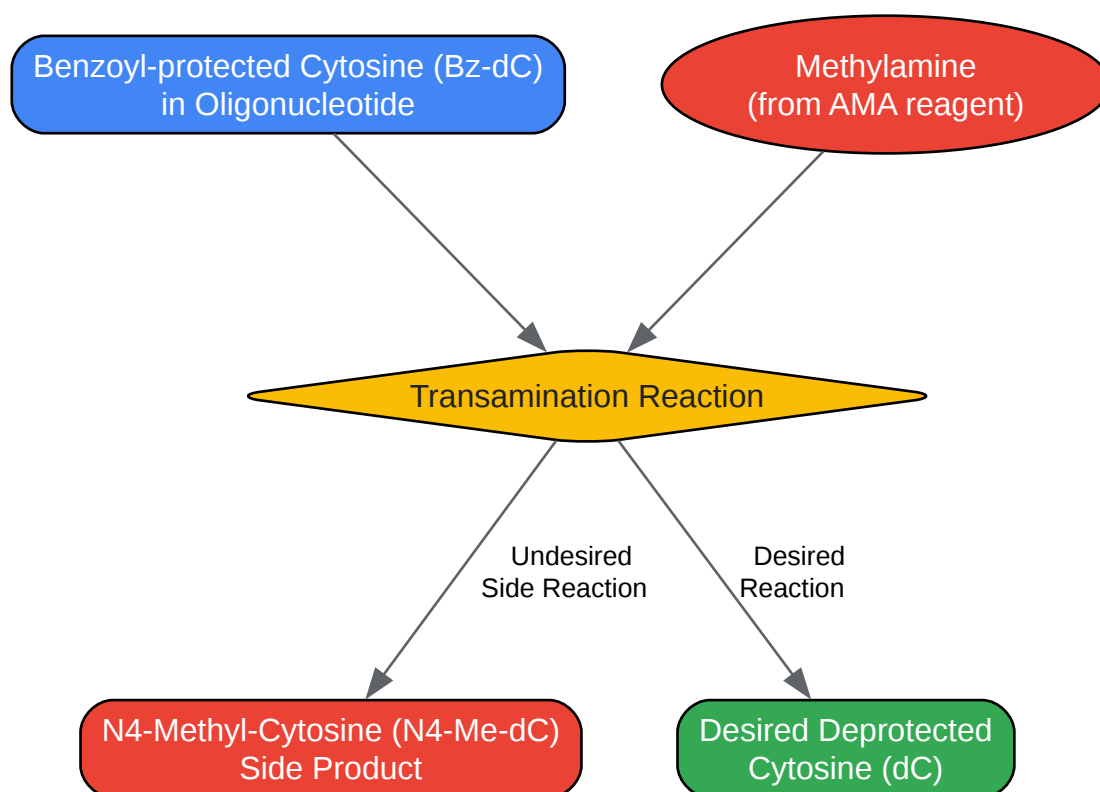 Benzoyl-protected Cytosine (Bz-dC)
in Oligonucleotide
Methylamine
(from AMA reagent)
Transamination Reaction
Undesired
Side Reaction
Desired
Reaction
N4-Methyl-Cytosine (N4-Me-dC)
Side Product
Desired Deprotected
Cytosine (dC)